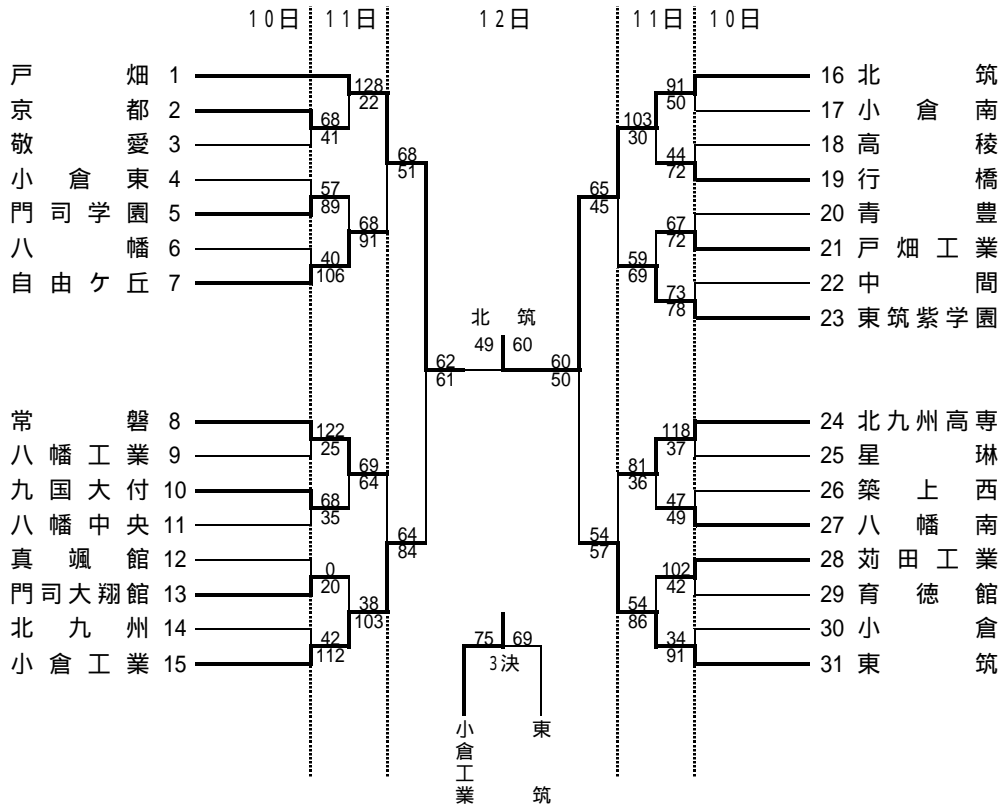 10日 11日 12日 11日 10日
戸畑 1
京都 2
敬愛 3
小倉東 4
門司学園 5
八幡 6
自由ケ丘 7
常磐 8
八幡工業 9
九国大付 10
八幡中央 11
真颯館 12
門司大翔館 13
北九州 14
小倉工業 15
128
22
68
41
57
89
68
91
40
106
68
51
122
25
69
64
68
35
0
20
38
103
42
112
64
84
62
61
北筑
49 60
60
50
75 69
3決
小倉工業
東筑
65
45
103
30
91
50
44
72
67
72
59
69
73
78
54
57
118
37
81
36
47
49
102
42
54
86
34
91
16 北筑
17 小倉南
18 高稜
19 行橋
20 青豊
21 戸畑工業
22 中間
23 東筑紫学園
24 北九州高専
25 星琳
26 築上西
27 八幡南
28 苅田工業
29 育徳館
30 小倉
31 東筑